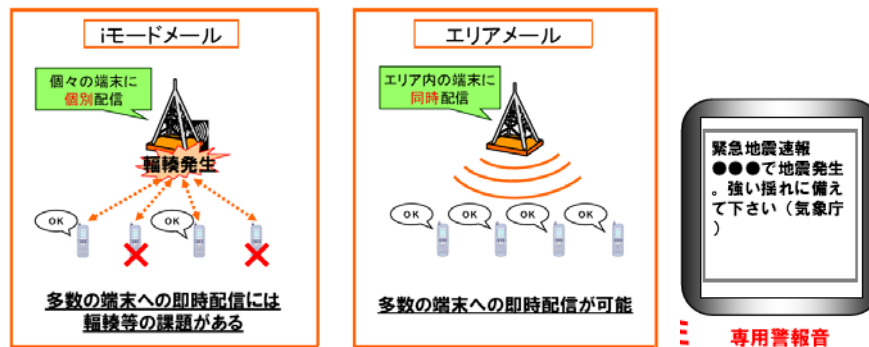 iモードメール
個々の端末に
個別配信
輻輳発生
OK
OK
多数の端末への即時配信には
輻輳等の課題がある
エリアメール
エリア内の端末に
同時配信
OK
OK
OK
OK
多数の端末への即時配信が可能
緊急地震速報
●●●で地震発生
。強い揺れに備え
て下さい（気象庁
）
専用警報音